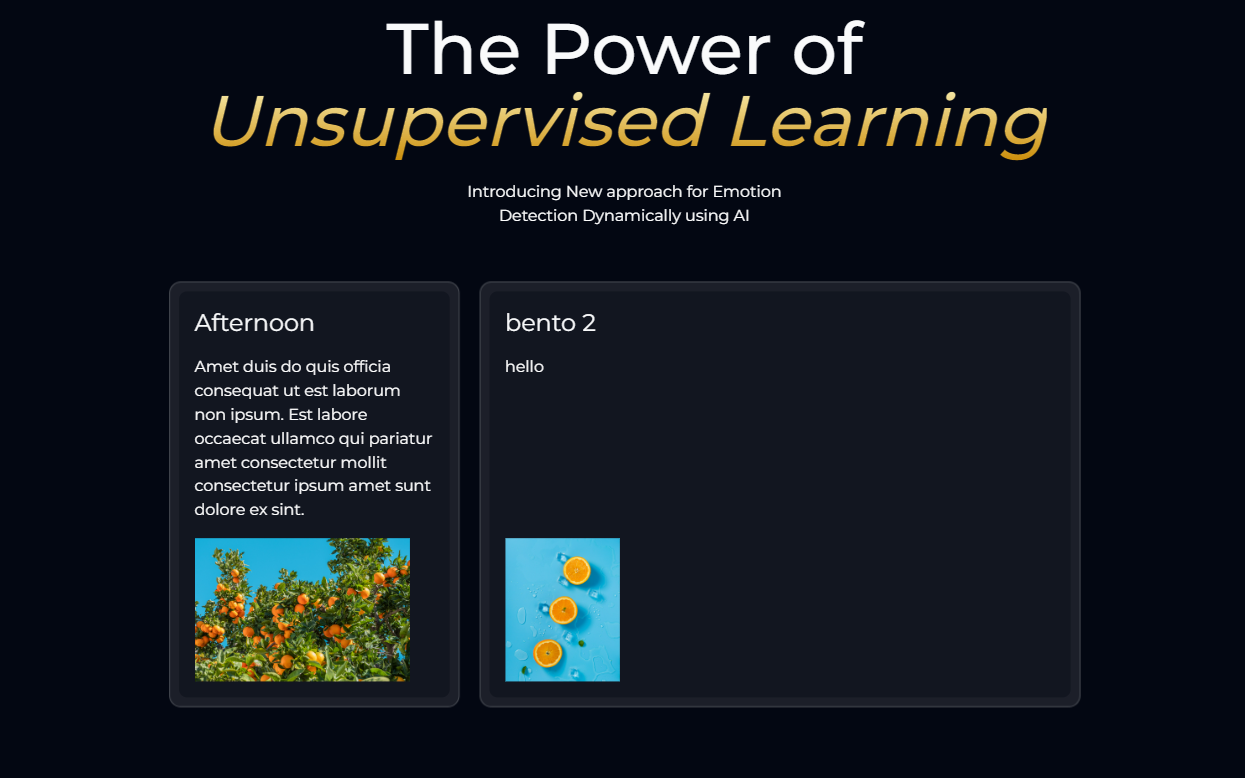 The Power of
Unsupervised Learning
Introducing New approach for Emotion
Detection Dynamically using AI
Afternoon
Amet duis do quis officia
consequat ut est laborum
non ipsum. Est labore
occaecat ullamco qui pariatur
amet consectetur mollit
consectetur ipsum amet sunt
dolore ex sint.
bento 2
hello